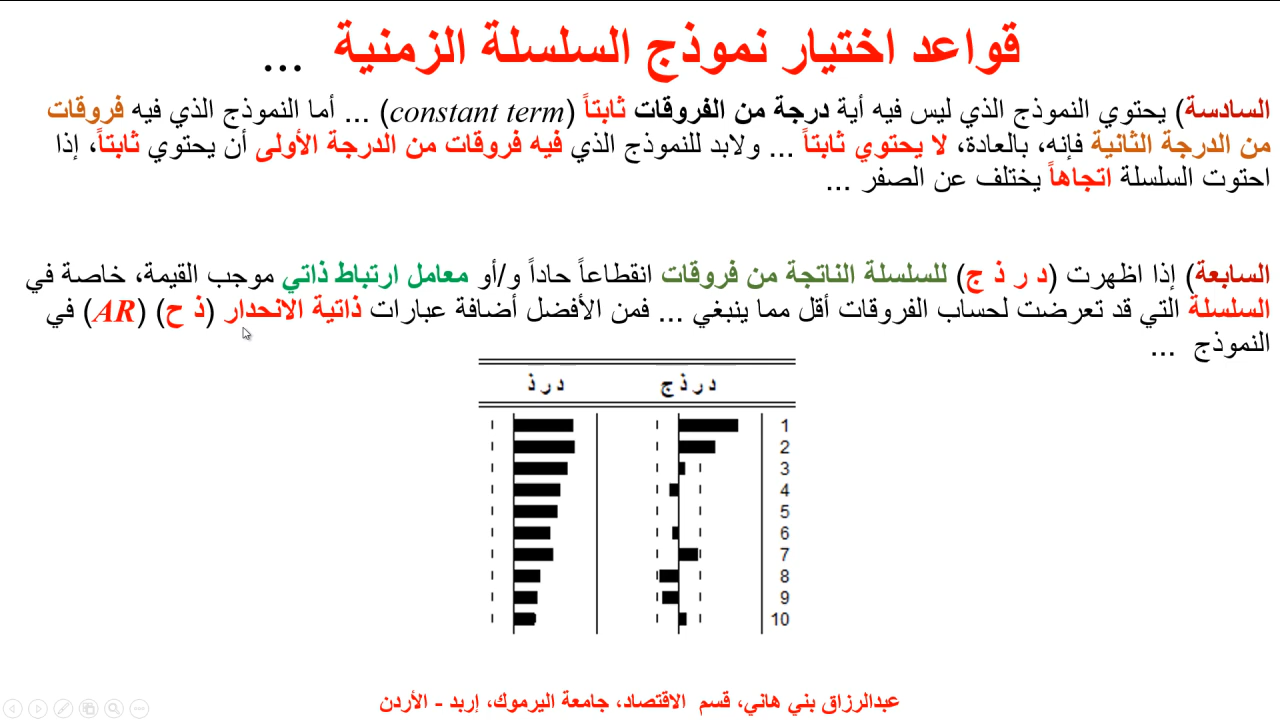 قواعد اختيار نموذج السلسلة الزمنية ...
السادسة) يحتوي النموذج الذي ليس فيه أية درجة من الفروقات ثابتاً (constant term) ... أما النموذج الذي فيه فروقات
من الدرجة الثانية فإنه، بالعادة، لا يحتوي ثابتاً ... ولابد للنموذج الذي فيه فروقات من الدرجة الأولى أن يحتوي ثابتاً، إذا
احتوت السلسلة اتجاهاً يختلف عن الصفر ...
السابعة) إذا اظهرت (د ر ذ ج) للسلسلة الناتجة من فروقات انقطاعاً حاداً و/أو معامل ارتباط ذاتي موجب القيمة، خاصة في
السلسلة التي قد تعرضت لحساب الفروقات أقل مما ينبغي ... فمن الأفضل أضافة عبارات ذاتية الانحدار (ذ ح) (AR) في
النموذج ...
د ر ذ ج د ر ذ
1
2
3
4
5
6
7
8
9
10
عبدالرزاق بني هاني، قسم الاقتصاد، جامعة اليرموك، إربد - الأردن